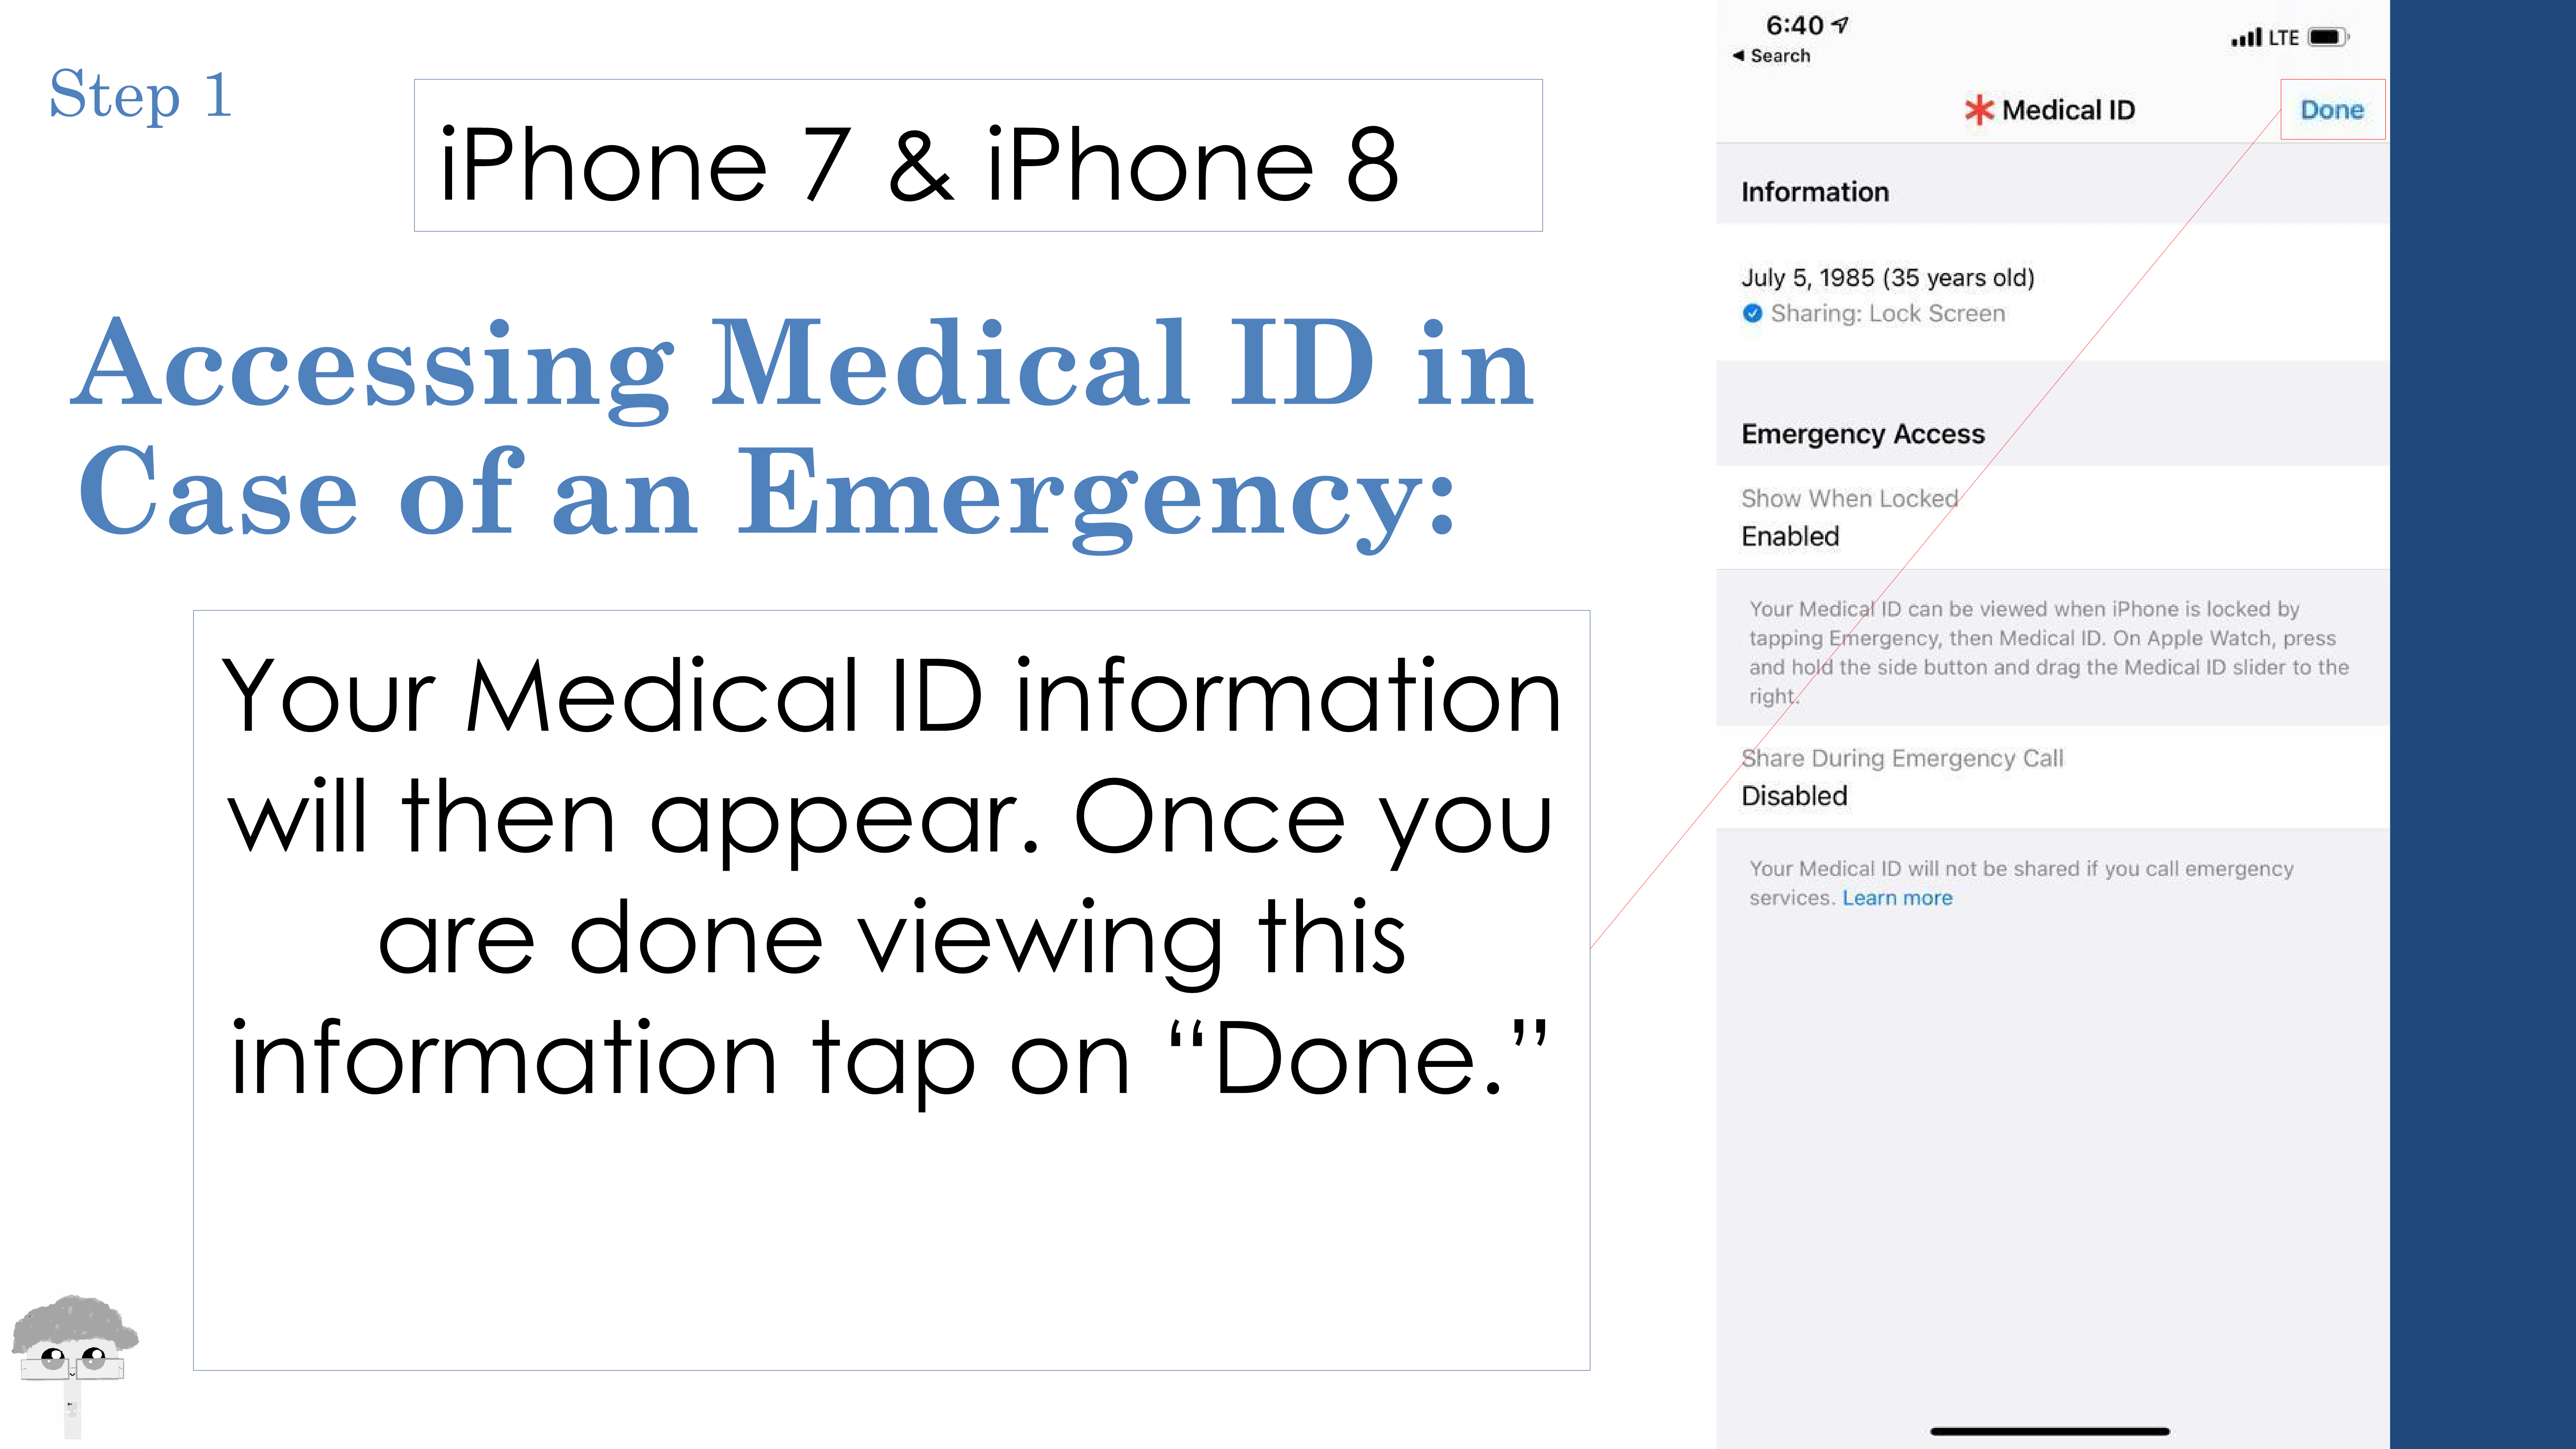 Step 1
iPhone 7 & iPhone 8
Accessing Medical ID in
Case of an Emergency:
Your Medical ID information
will then appear. Once you
are done viewing this
information tap on “Done.”
6:40
◀ Search
LTE
Medical ID
Done
Information
July 5, 1985 (35 years old)
Sharing: Lock Screen
Emergency Access
Show When Locked
Enabled
Your Medical ID can be viewed when iPhone is locked by
tapping Emergency, then Medical ID. On Apple Watch, press
and hold the side button and drag the Medical ID slider to the
right.
Share During Emergency Call
Disabled
Your Medical ID will not be shared if you call emergency
services. Learn more